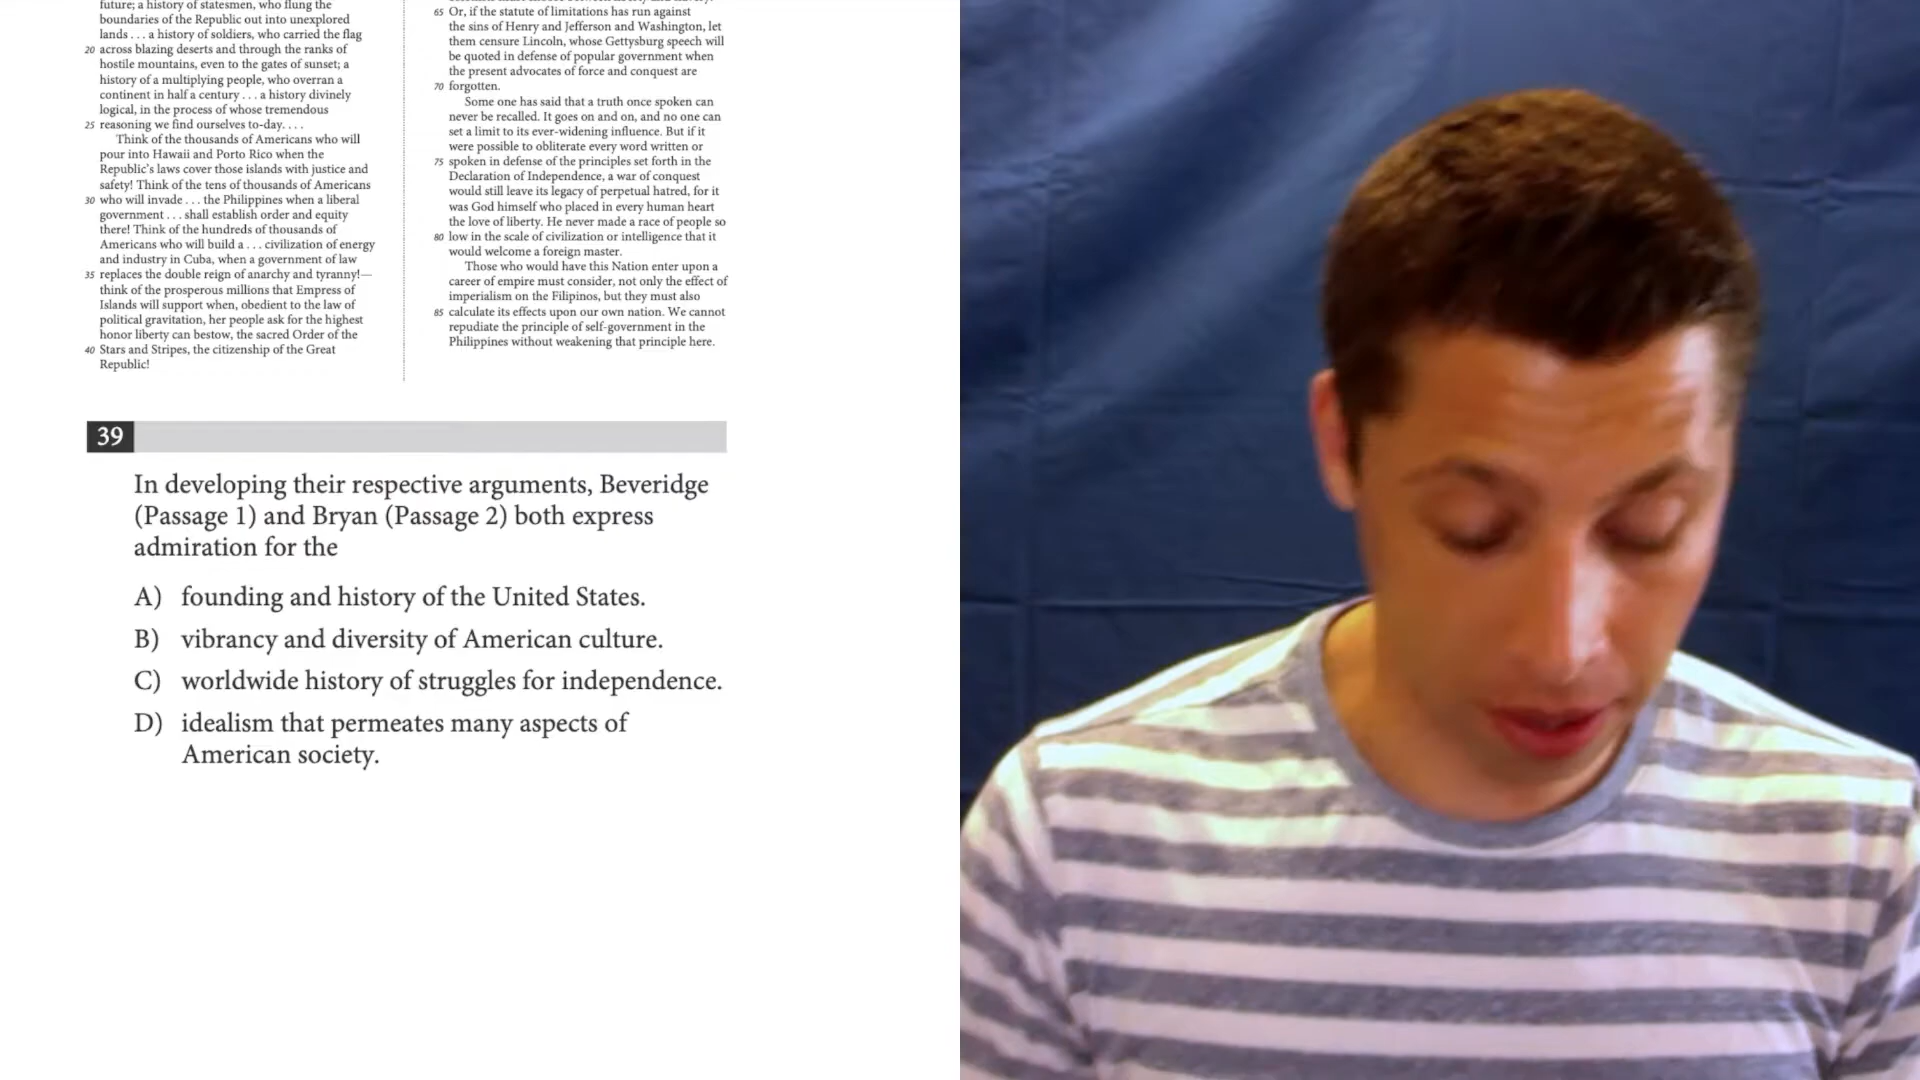 future; a history of statesmen, who flung the
boundaries of the Republic out into unexplored
lands . . . a history of soldiers, who carried the flag
20 across blazing deserts and through the ranks of
hostile mountains, even to the gates of sunset; a
history of a multiplying people, who overran a
continent in half a century . . . a history divinely
logical, in the process of whose tremendous
25 reasoning we find ourselves to-day. . . .
Think of the thousands of Americans who will
pour into Hawaii and Porto Rico when the
Republic's laws cover those islands with justice and
safety! Think of the tens of thousands of Americans
30 who will invade . . . the Philippines when a liberal
government . . . shall establish order and equity
there! Think of the hundreds of thousands of
Americans who will build a . . . civilization of energy
and industry in Cuba, when a government of law
35 replaces the double reign of anarchy and tyranny!—
think of the prosperous millions that Empress of
Islands will support when, obedient to the law of
political gravitation, her people ask for the highest
honor liberty can bestow, the sacred Order of the
40 Stars and Stripes, the citizenship of the Great
Republic!
65 Or, if the statute of limitations has run against
the sins of Henry and Jefferson and Washington, let
them censure Lincoln, whose Gettysburg speech will
be quoted in defense of popular government when
the present advocates of force and conquest are
70 forgotten.
Some one has said that a truth once spoken can
never be recalled. It goes on and on, and no one can
set a limit to its ever-widening influence. But if it
were possible to obliterate every word written or
75 spoken in defense of the principles set forth in the
Declaration of Independence, a war of conquest
would still leave its legacy of perpetual hatred, for it
was God himself who placed in every human heart
the love of liberty. He never made a race of people so
80 low in the scale of civilization or intelligence that it
would welcome a foreign master.
Those who would have this Nation enter upon a
career of empire must consider, not only the effect of
imperialism on the Filipinos, but they must also
85 calculate its effects upon our own nation. We cannot
repudiate the principle of self-government in the
Philippines without weakening that principle here.
39
In developing their respective arguments, Beveridge
(Passage 1) and Bryan (Passage 2) both express
admiration for the
A) founding and history of the United States.
B) vibrancy and diversity of American culture.
C) worldwide history of struggles for independence.
D) idealism that permeates many aspects of
American society.